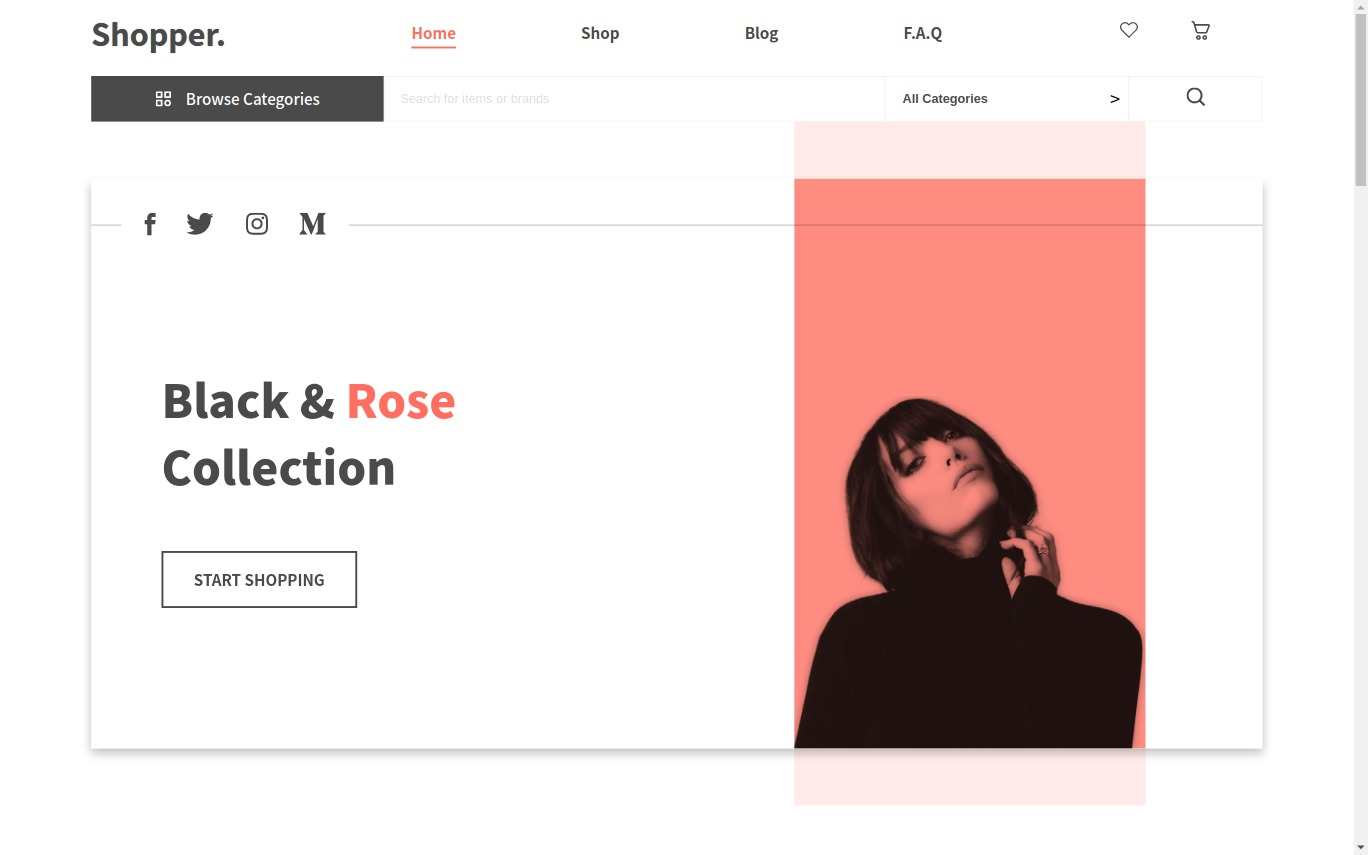 Shopper.
Home
Shop
Blog
F.A.Q
Browse Categories
Search for items or brands
All Categories
>
Black & Rose
Collection
START SHOPPING